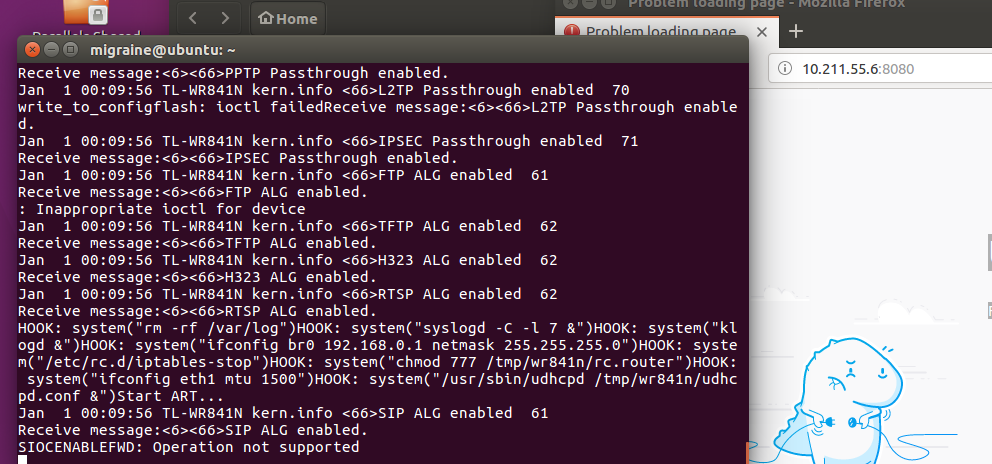 Home
Problem loading page - Mozilla Firefox
Problem loading page
migraine@ubuntu: ~
10.211.55.6:8080
Receive message:<6><66>PPTP Passthrough enabled.
Jan  1 00:09:56 TL-WR841N kern.info <66>L2TP Passthrough enabled  70
write_to_configflash: ioctl failedReceive message:<6><66>L2TP Passthrough enable
d.
Jan  1 00:09:56 TL-WR841N kern.info <66>IPSEC Passthrough enabled  71
Receive message:<6><66>IPSEC Passthrough enabled.
Jan  1 00:09:56 TL-WR841N kern.info <66>FTP ALG enabled  61
Receive message:<6><66>FTP ALG enabled.
: Inappropriate ioctl for device
Jan  1 00:09:56 TL-WR841N kern.info <66>TFTP ALG enabled  62
Receive message:<6><66>TFTP ALG enabled.
Jan  1 00:09:56 TL-WR841N kern.info <66>H323 ALG enabled  62
Receive message:<6><66>H323 ALG enabled.
Jan  1 00:09:56 TL-WR841N kern.info <66>RTSP ALG enabled  62
Receive message:<6><66>RTSP ALG enabled.
HOOK: system("rm -rf /var/log")HOOK: system("syslogd -C -l 7 &")HOOK: system("kl
ogd &")HOOK: system("ifconfig br0 192.168.0.1 netmask 255.255.255.0")HOOK: syste
m("/etc/rc.d/iptables-stop")HOOK: system("chmod 777 /tmp/wr841n/rc.router")HOOK:
 system("ifconfig eth1 mtu 1500")HOOK: system("/usr/sbin/udhcpd /tmp/wr841n/udhc
pd.conf &")Start ART...
Jan  1 00:09:56 TL-WR841N kern.info <66>SIP ALG enabled  61
Receive message:<6><66>SIP ALG enabled.
SIOCENABLEFWD: Operation not supported